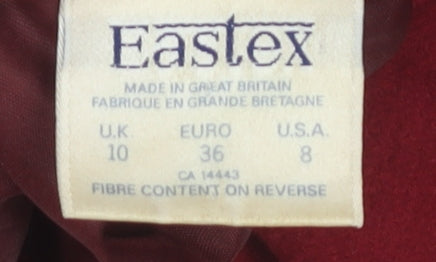 Eastex
MADE IN GREAT BRITAIN
FABRIQUE EN GRANDE BRETAGNE
U.K. EURO U.S.A.
10 36 8
CA 14443
FIBRE CONTENT ON REVERSE